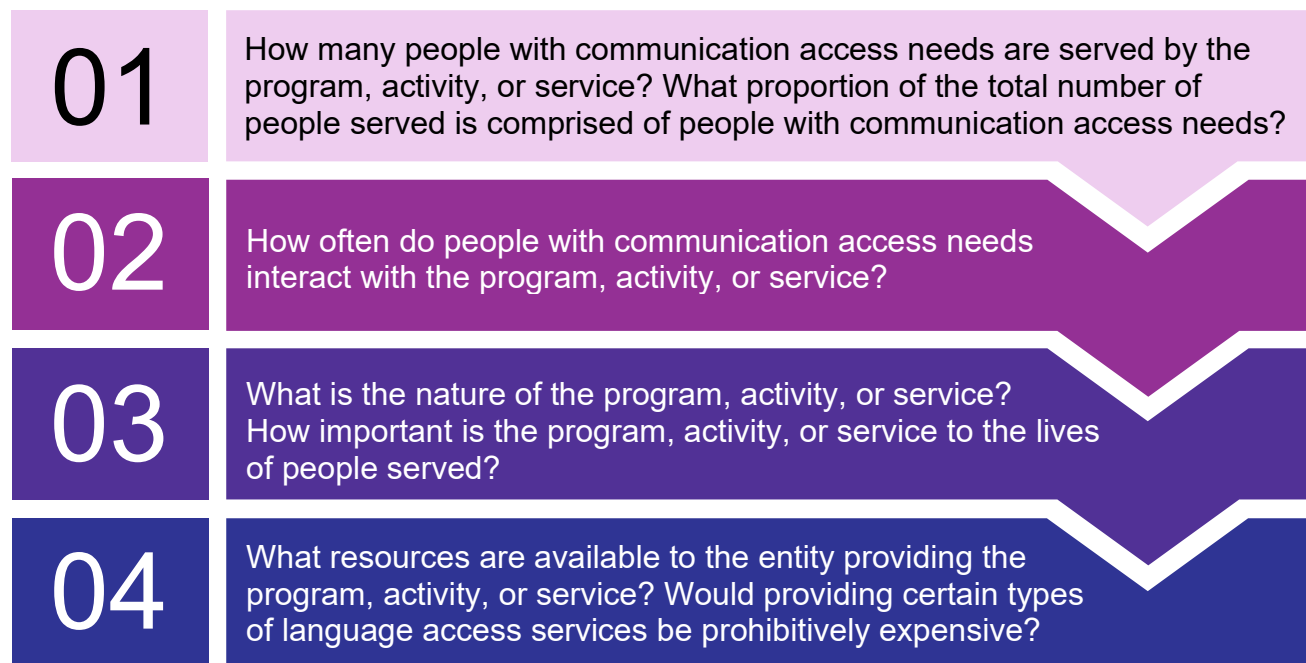 01
How many people with communication access needs are served by the
program, activity, or service? What proportion of the total number of
people served is comprised of people with communication access needs?
02
How often do people with communication access needs
interact with the program, activity, or service?
03
What is the nature of the program, activity, or service?
How important is the program, activity, or service to the lives
of people served?
04
What resources are available to the entity providing the
program, activity, or service? Would providing certain types
of language access services be prohibitively expensive?